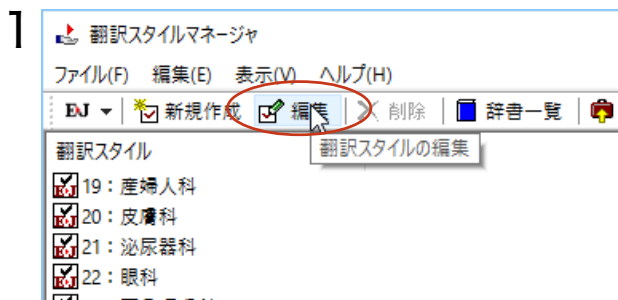 1
翻訳スタイルマネージャ
ファイル(F) 編集(E) 表示(V) ヘルプ(H)
EJ 新規作成 編集 削除 辞書一覧
翻訳スタイルの編集
翻訳スタイル
19：産婦人科
20：皮膚科
21：泌尿器科
22：眼科